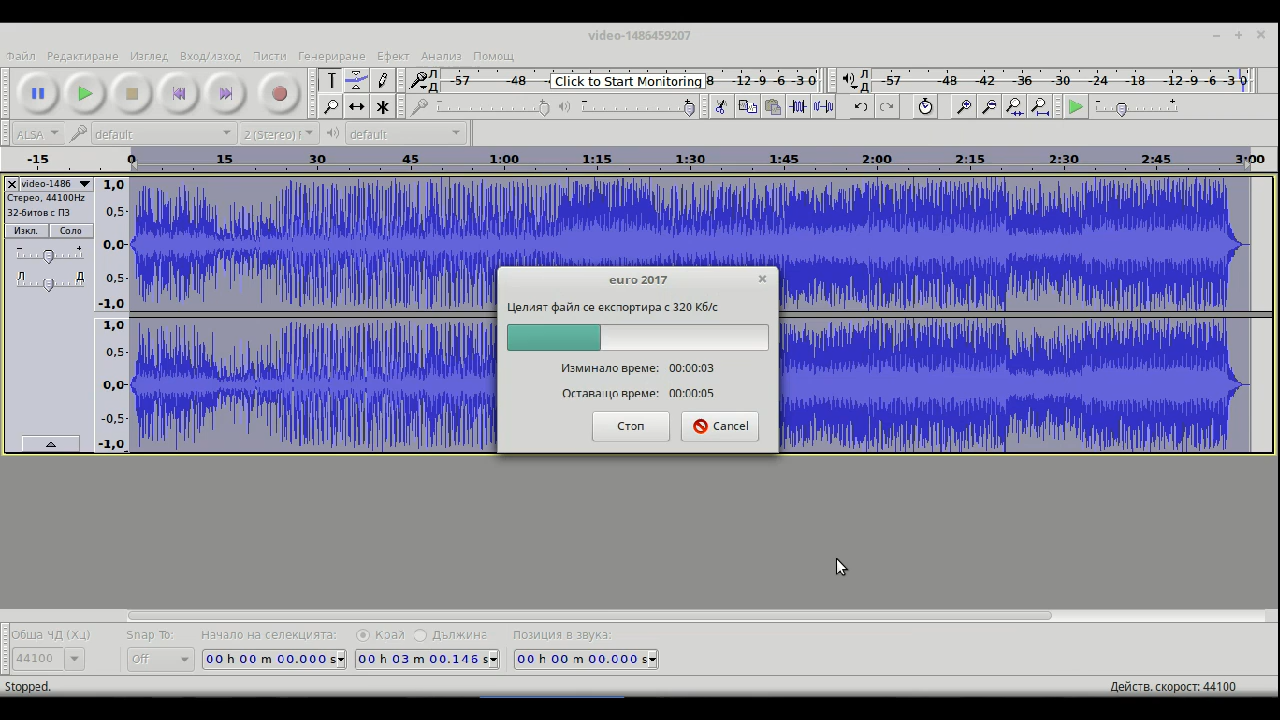 video-1486459207
Файл Редактиране Изглед Вход/изход Писти Генериране Ефект Анализа Помощ
Л Д -57 -48 Click to Start Monitoring 8 -12 -9 -6 -3 0 Л Д -57 -48 -42 -36 -30 -24 -18 -12 -9 -6 -3 0
ALSA default 2 (Stereo) default
-15 0 15 30 45 1:00 1:15 1:30 1:45 2:00 2:15 2:30 2:45 3:00
video-1486
Стерео, 44100Hz
32-битов с ПЗ
Изкл. Соло
- +
Л Д
1,0
0,5
0,0
0,5
-1,0
1,0
0,5
0,0
-0,5
-1,0
euro 2017
Целият файл се експортира с 320 Кб/с
Изминало време: 00:00:03
Оставащо време: 00:00:05
Стоп Cancel
Обща ЧД (Хц) Snap To: Начало на селекцията: Край Дължина Позиция в звука:
44100 Off 00 h 00 m 00.000 s 00 h 03 m 00.146 s 00 h 00 m 00.000 s
Stopped. Действ. скорост: 44100